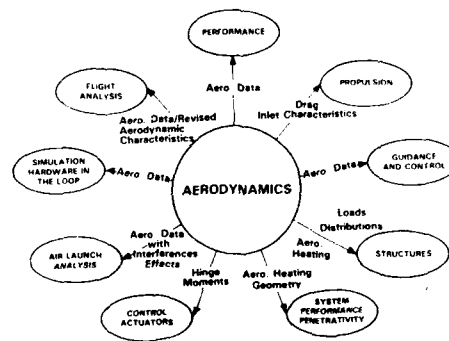 PERFORMANCE
Aero Data
PROPULSION
Drag
Inlet Characteristics
FLIGHT
ANALYSIS
Aero. Data/Revised
Aerodynamic
Characteristics
SIMULATION
HARDWARE IN
THE LOOP
Aero Data
AERODYNAMICS
Aero Data
GUIDANCE
AND CONTROL
Loads
Distributions
Aero.
Heating
STRUCTURES
Aero Data
with
Interferences
Effects
AIR LAUNCH
ANALYSIS
Hinge
Moments
CONTROL
ACTUATORS
Aero. Heating
Geometry
SYSTEM
PERFORMANCE
PENETRATIVITY